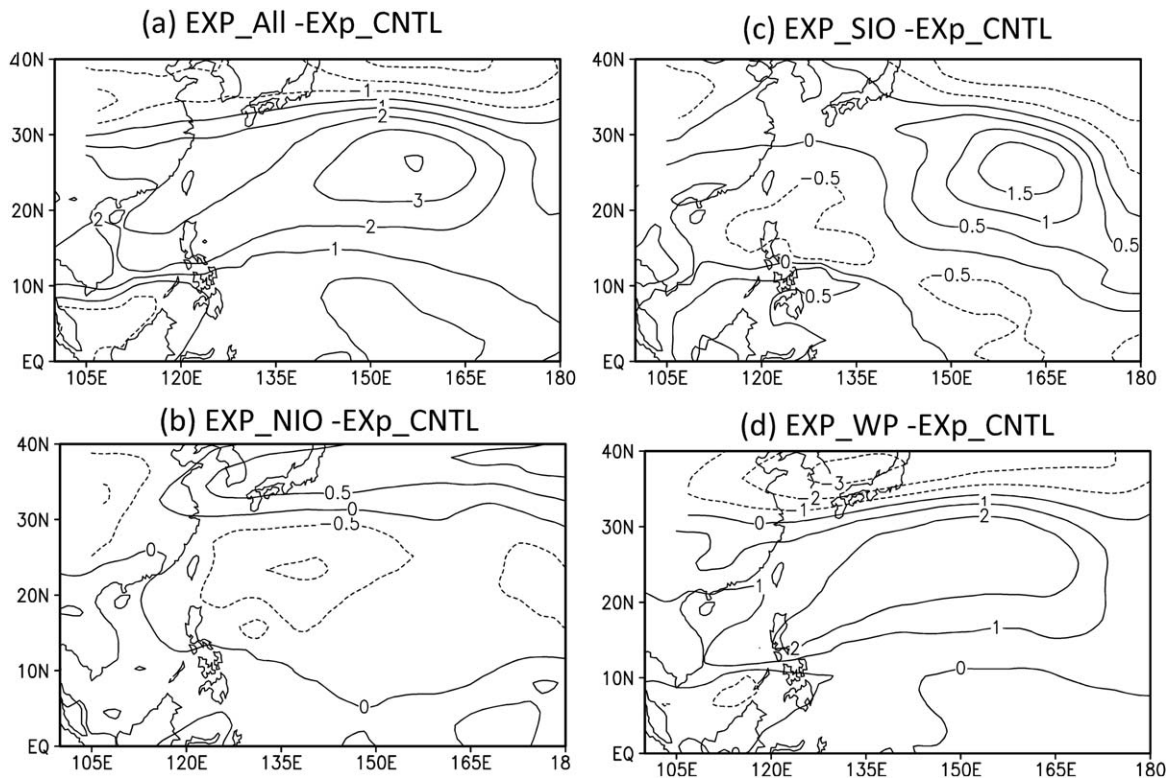 (a) EXP_All -EXp_CNTL
40N
30N
20N
10N
EQ
105E 120E 135E 150E 165E 180
1
1
2
3
2
2
1
(c) EXP_SIO -EXp_CNTL
40N
30N
20N
10N
EQ
105E 120E 135E 150E 165E 180
0
-0.5
1.5
0.5
1
0.5
0
-0.5
0.5
(b) EXP_NIO -EXp_CNTL
40N
30N
20N
10N
EQ
105E 120E 135E 150E 165E 18
0.5
0
0.5
0
0
(d) EXP_WP -EXp_CNTL
40N
30N
20N
10N
EQ
105E 120E 135E 150E 165E 180
-3
-2
-1
0
1
2
1
1
2
0